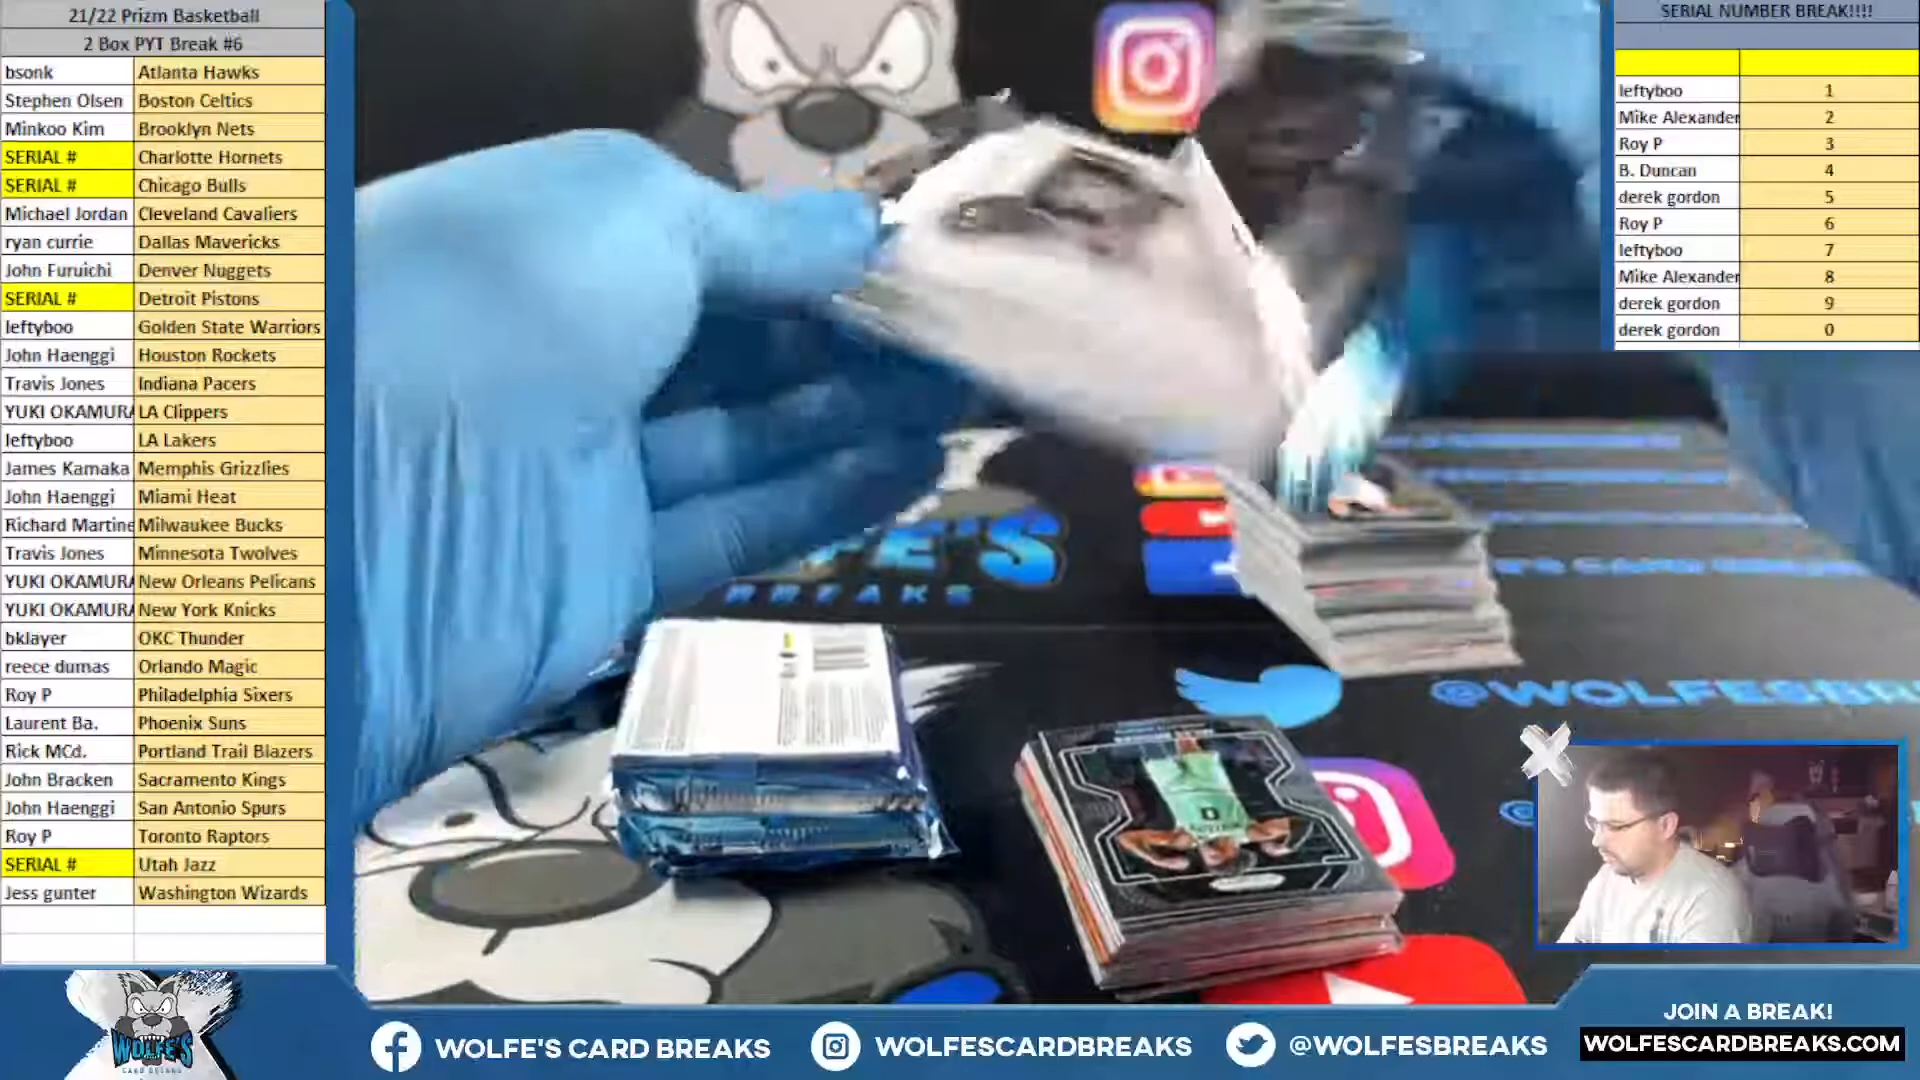 21/22 Prizm Basketball
2 Box PYT Break #6
bsonk Atlanta Hawks
Stephen Olsen Boston Celtics
Minkoo Kim Brooklyn Nets
SERIAL # Charlotte Hornets
SERIAL # Chicago Bulls
Michael Jordan Cleveland Cavaliers
ryan currie Dallas Mavericks
John Furuichi Denver Nuggets
SERIAL # Detroit Pistons
leftyboo Golden State Warriors
John Haenggi Houston Rockets
Travis Jones Indiana Pacers
YUKI OKAMURA LA Clippers
leftyboo LA Lakers
James Kamaka Memphis Grizzlies
John Haenggi Miami Heat
Richard Martine Milwaukee Bucks
Travis Jones Minnesota Twolves
YUKI OKAMURA New Orleans Pelicans
YUKI OKAMURA New York Knicks
bklayer OKC Thunder
reece dumas Orlando Magic
Roy P Philadelphia Sixers
Laurent Ba. Phoenix Suns
Rick MCd. Portland Trail Blazers
John Bracken Sacramento Kings
John Haenggi San Antonio Spurs
Roy P Toronto Raptors
SERIAL # Utah Jazz
Jess gunter Washington Wizards
SERIAL NUMBER BREAK!!!!
leftyboo 1
Mike Alexander 2
Roy P 3
B. Duncan 4
derek gordon 5
Roy P 6
leftyboo 7
Mike Alexander 8
derek gordon 9
derek gordon 0
FE'S
BREAKS
@WOLFESBR
WOLFE'S
CARD BREAKS
WOLFE'S CARD BREAKS
WOLFESCARDBREAKS
@WOLFESBREAKS
JOIN A BREAK!
WOLFESCARDBREAKS.COM